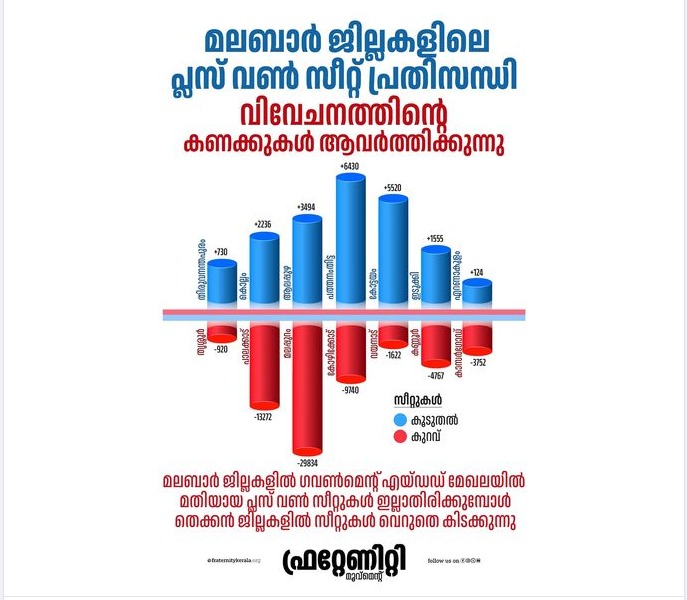 മലബാർ ജില്ലകളിലെ
പ്ലസ് വൺ സീറ്റ് പ്രതിസന്ധി
വിവേചനത്തിന്റെ
കണക്കുകൾ ആവർത്തിക്കുന്നു
+730
+2236
+3494
+6430
+5520
+1555
+124
തിരുവനന്തപുരം
കൊല്ലം
ആലപ്പുഴ
പത്തനംതിട്ട
കോട്ടയം
ഇടുക്കി
എറണാകുളം
തൃശ്ശൂർ
പാലക്കാട്
മലപ്പുറം
കോഴിക്കോട്
വയനാട്
കണ്ണൂർ
കാസർഗോഡ്
-920
-13272
-29834
-9740
-1622
-4767
-3752
സീറ്റുകൾ
കൂടുതൽ
കുറവ്
മലബാർ ജില്ലകളിൽ ഗവൺമെന്റ് എയ്ഡഡ് മേഖലയിൽ
മതിയായ പ്ലസ് വൺ സീറ്റുകൾ ഇല്ലാതിരിക്കുമ്പോൾ
തെക്കൻ ജില്ലകളിൽ സീറ്റുകൾ വെറുതെ കിടക്കുന്നു
fraternitykerala.org
ഫ്രറ്റേണിറ്റി
മൂവ്മെന്റ്
follow us on